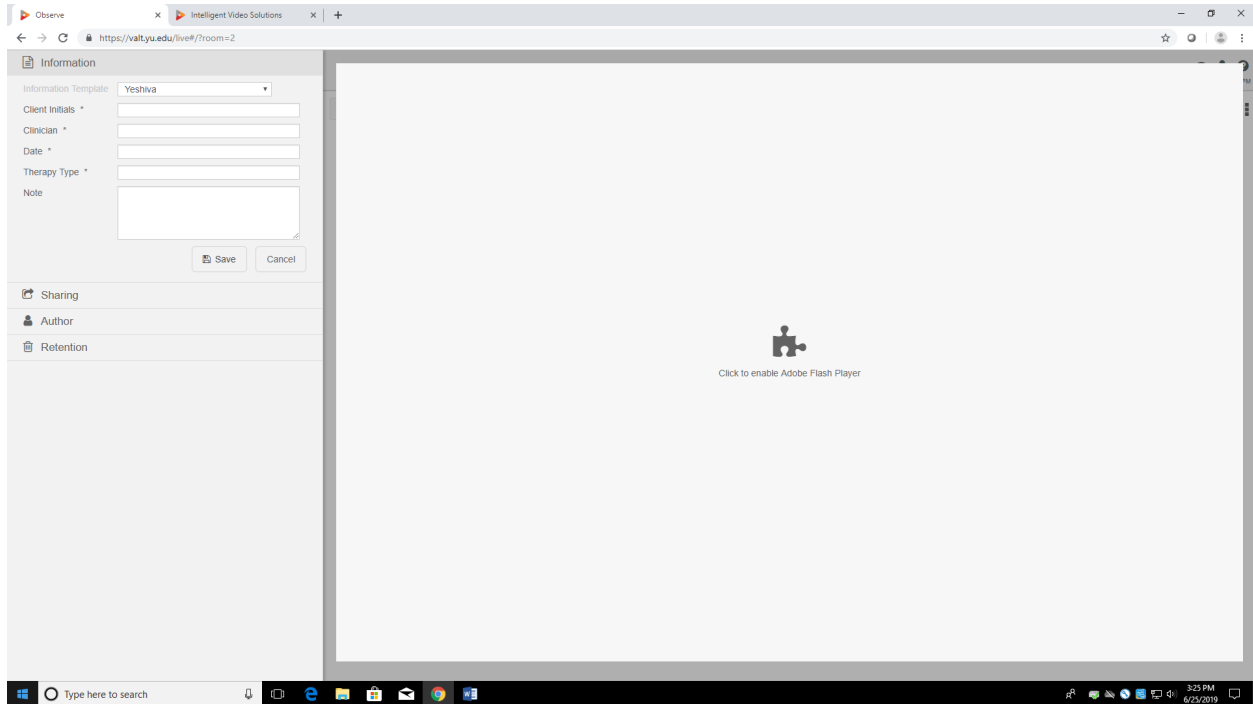 Observe
Intelligent Video Solutions
https://valt.yu.edu/live#/?room=2
Information
Information Template Yeshiva
Client Initials *
Clinician *
Date *
Therapy Type *
Note
Save Cancel
Sharing
Author
Retention
Click to enable Adobe Flash Player
Type here to search
3:25 PM
6/25/2019